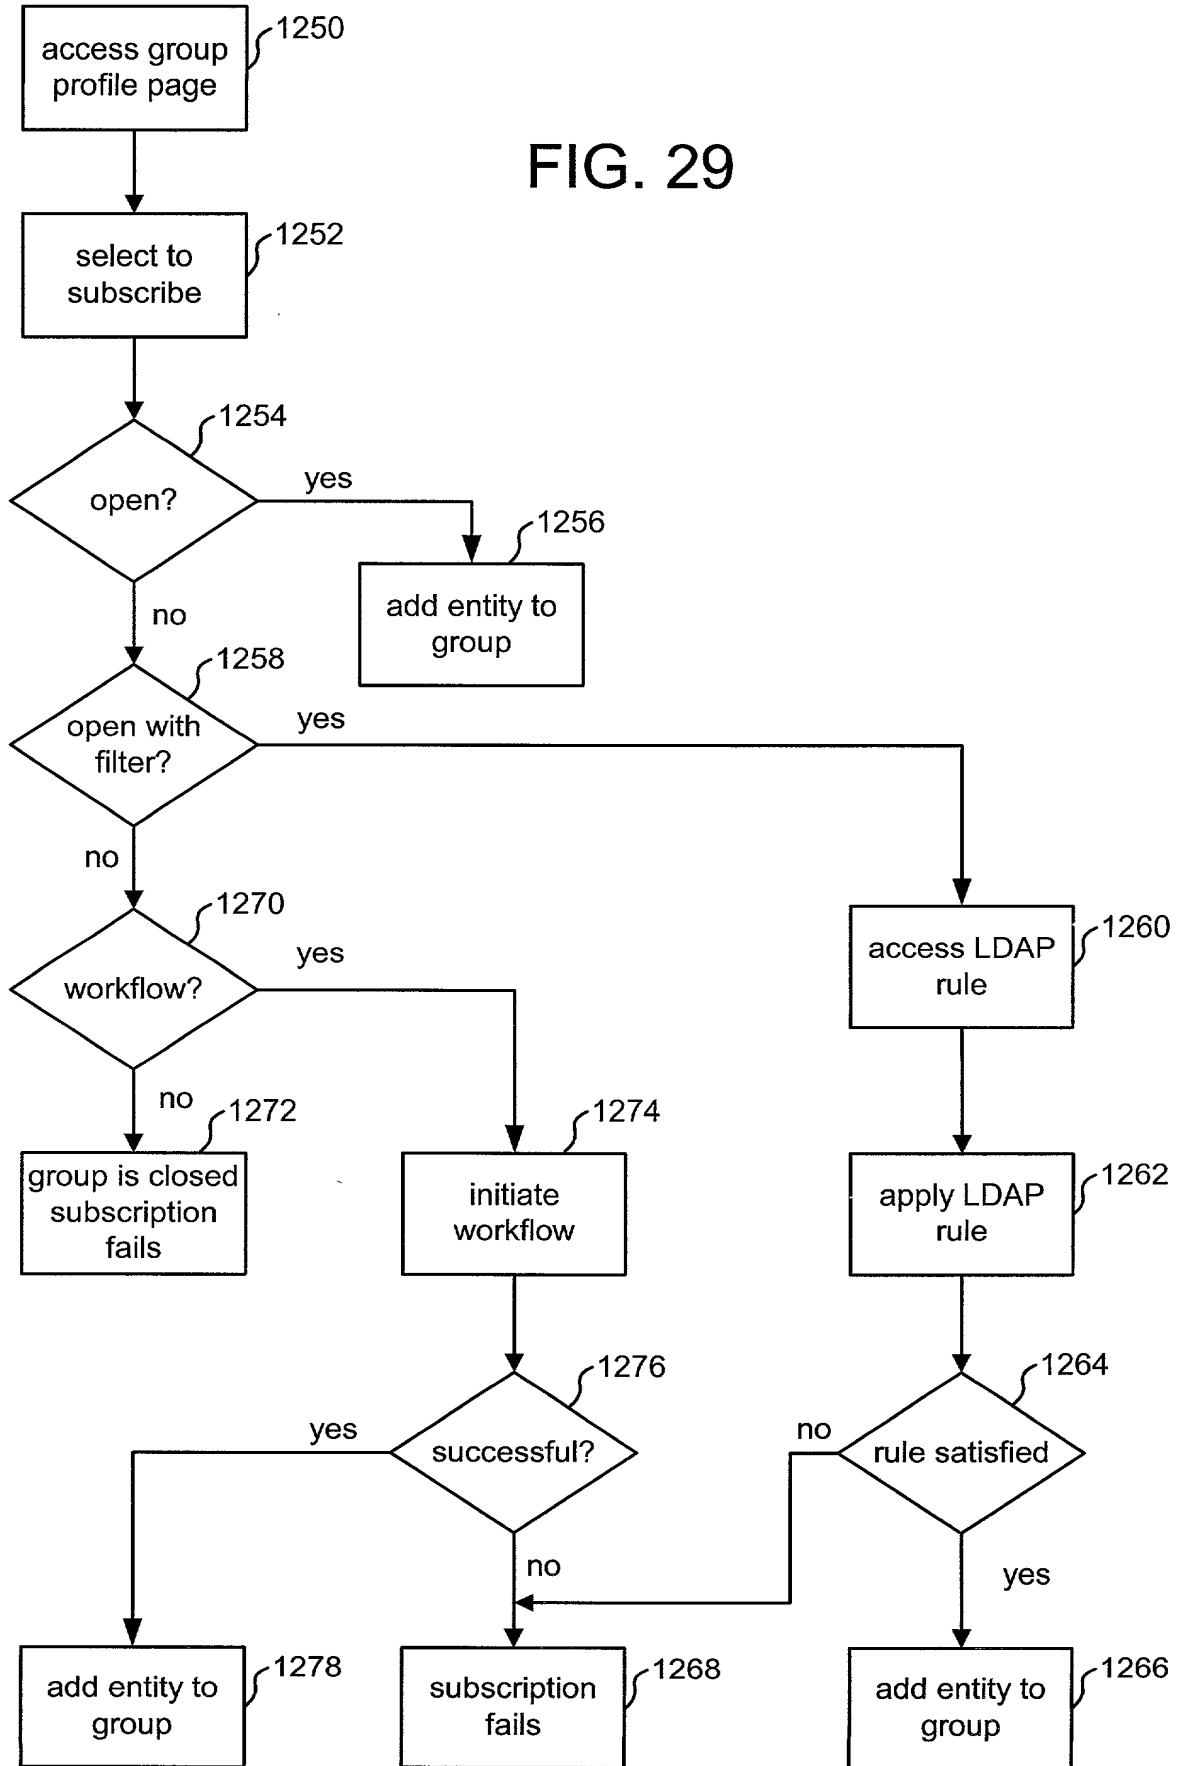 1250
access group
profile page
FIG. 29
1252
select to
subscribe
1254
open?
yes
1256
add entity to
group
no
1258
open with
filter?
yes
no
1270
workflow?
yes
1260
access LDAP
rule
no
1272
group is closed
subscription
fails
1274
initiate
workflow
1262
apply LDAP
rule
1276
successful?
yes
no
1264
rule satisfied
no
yes
1278
add entity to
group
1268
subscription
fails
1266
add entity to
group